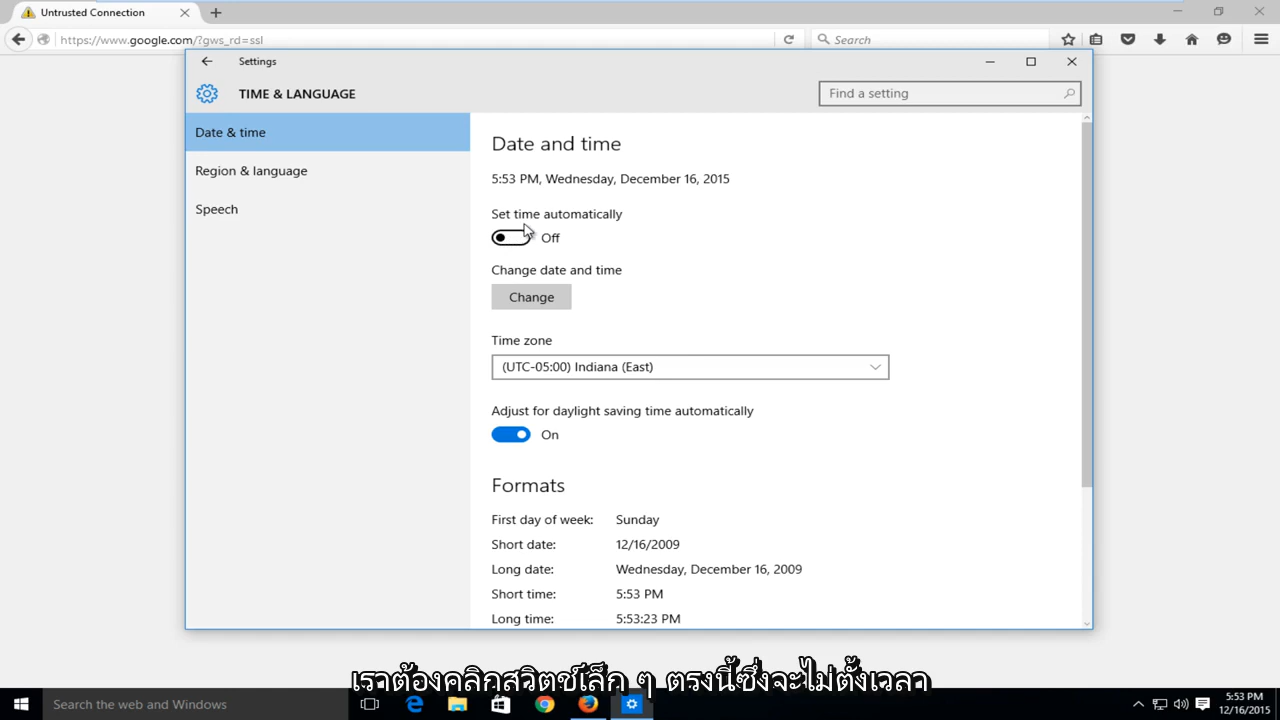 Untrusted Connection
https://www.google.com/?gws_rd=ssl
Search
Settings
TIME & LANGUAGE
Find a setting
Date & time
Region & language
Speech
Date and time
5:53 PM, Wednesday, December 16, 2015
Set time automatically
Off
Change date and time
Change
Time zone
(UTC-05:00) Indiana (East)
Adjust for daylight saving time automatically
On
Formats
First day of week: Sunday
Short date: 12/16/2009
Long date: Wednesday, December 16, 2009
Short time: 5:53 PM
Long time: 5:53:23 PM
เราต้องคลิกสวิตช์เล็ก ๆ ตรงนี้ซึ่งจะไม่ตั้งเวลา
Search the web and Windows
5:53 PM
12/16/2015